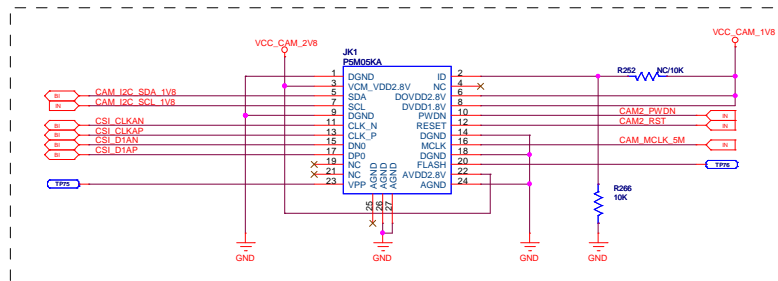 VCC_CAM_2V8
VCC_CAM_1V8
JK1
P5M05KA
R252 NC/10K
1 DGND ID 2
3 VCM_VDD2.8V NC 4
BI CAM_I2C_SDA_1V8 5 SDA DOVDD2.8V 6
IN CAM_I2C_SCL_1V8 7 SCL DVDD1.8V 8
9 DGND PWDN 10 CAM2_PWDN IN
BI CSI_CLKAN 11 CLK_N RESET 12 CAM2_RST IN
BI CSI_CLKAP 13 CLK_P DGND 14
BI CSI_D1AN 15 DN0 MCLK 16 CAM_MCLK_5M IN
BI CSI_D1AP 17 DP0 DGND 18
19 NC FLASH 20 TP76
21 NC AVDD2.8V 22
TP75 23 VPP AGND 24
AGND AGND AGND
25 26 27
R266
10K
GND GND GND GND